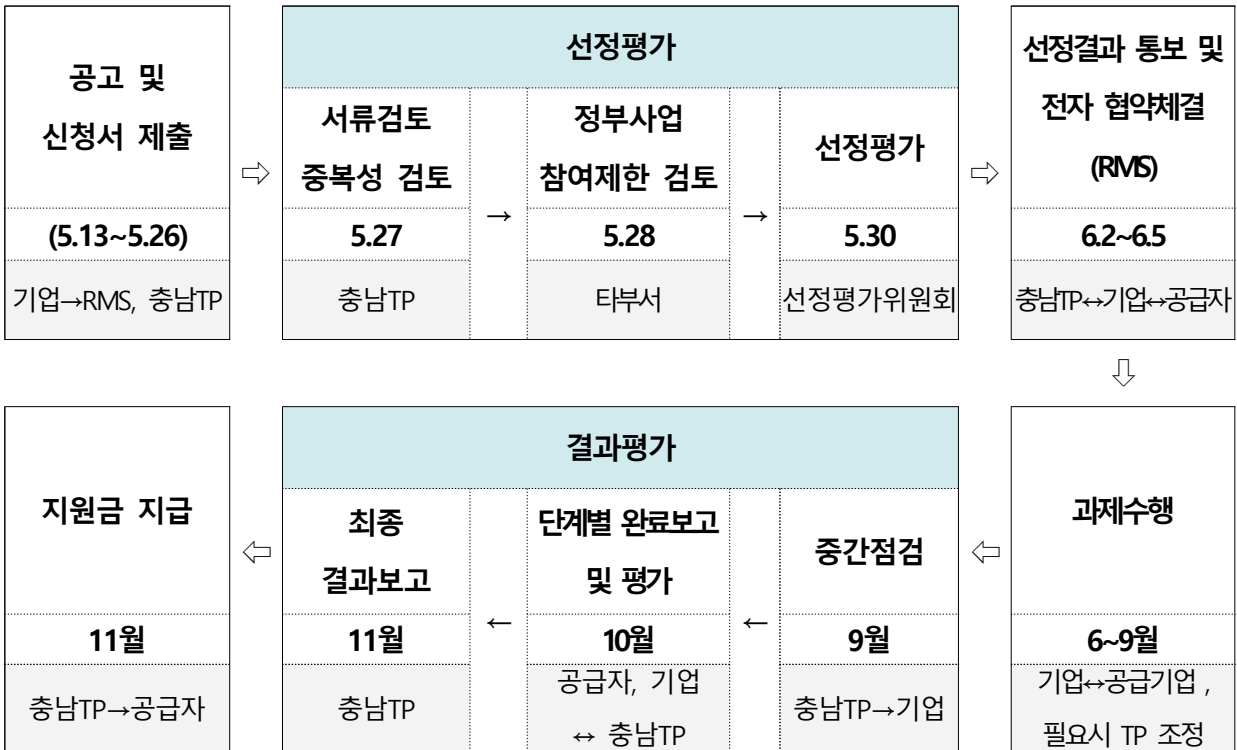 공고 및
신청서 제출
(5.13~5.26)
기업→RMS, 충남TP
⇨
선정평가
서류검토
중복성 검토
5.27
충남TP
→
정부사업
참여제한 검토
5.28
타부서
→
선정평가
5.30
선정평가위원회
⇨
선정결과 통보 및
전자 협약체결
(RMS)
6.2~6.5
충남TP↔기업↔공급자
⇩
과제수행
6~9월
기업↔공급기업 ,
필요시 TP 조정
⇦
결과평가
중간점검
9월
충남TP→기업
←
단계별 완료보고
및 평가
10월
공급자, 기업
↔ 충남TP
←
최종
결과보고
11월
충남TP
⇦
지원금 지급
11월
충남TP→공급자